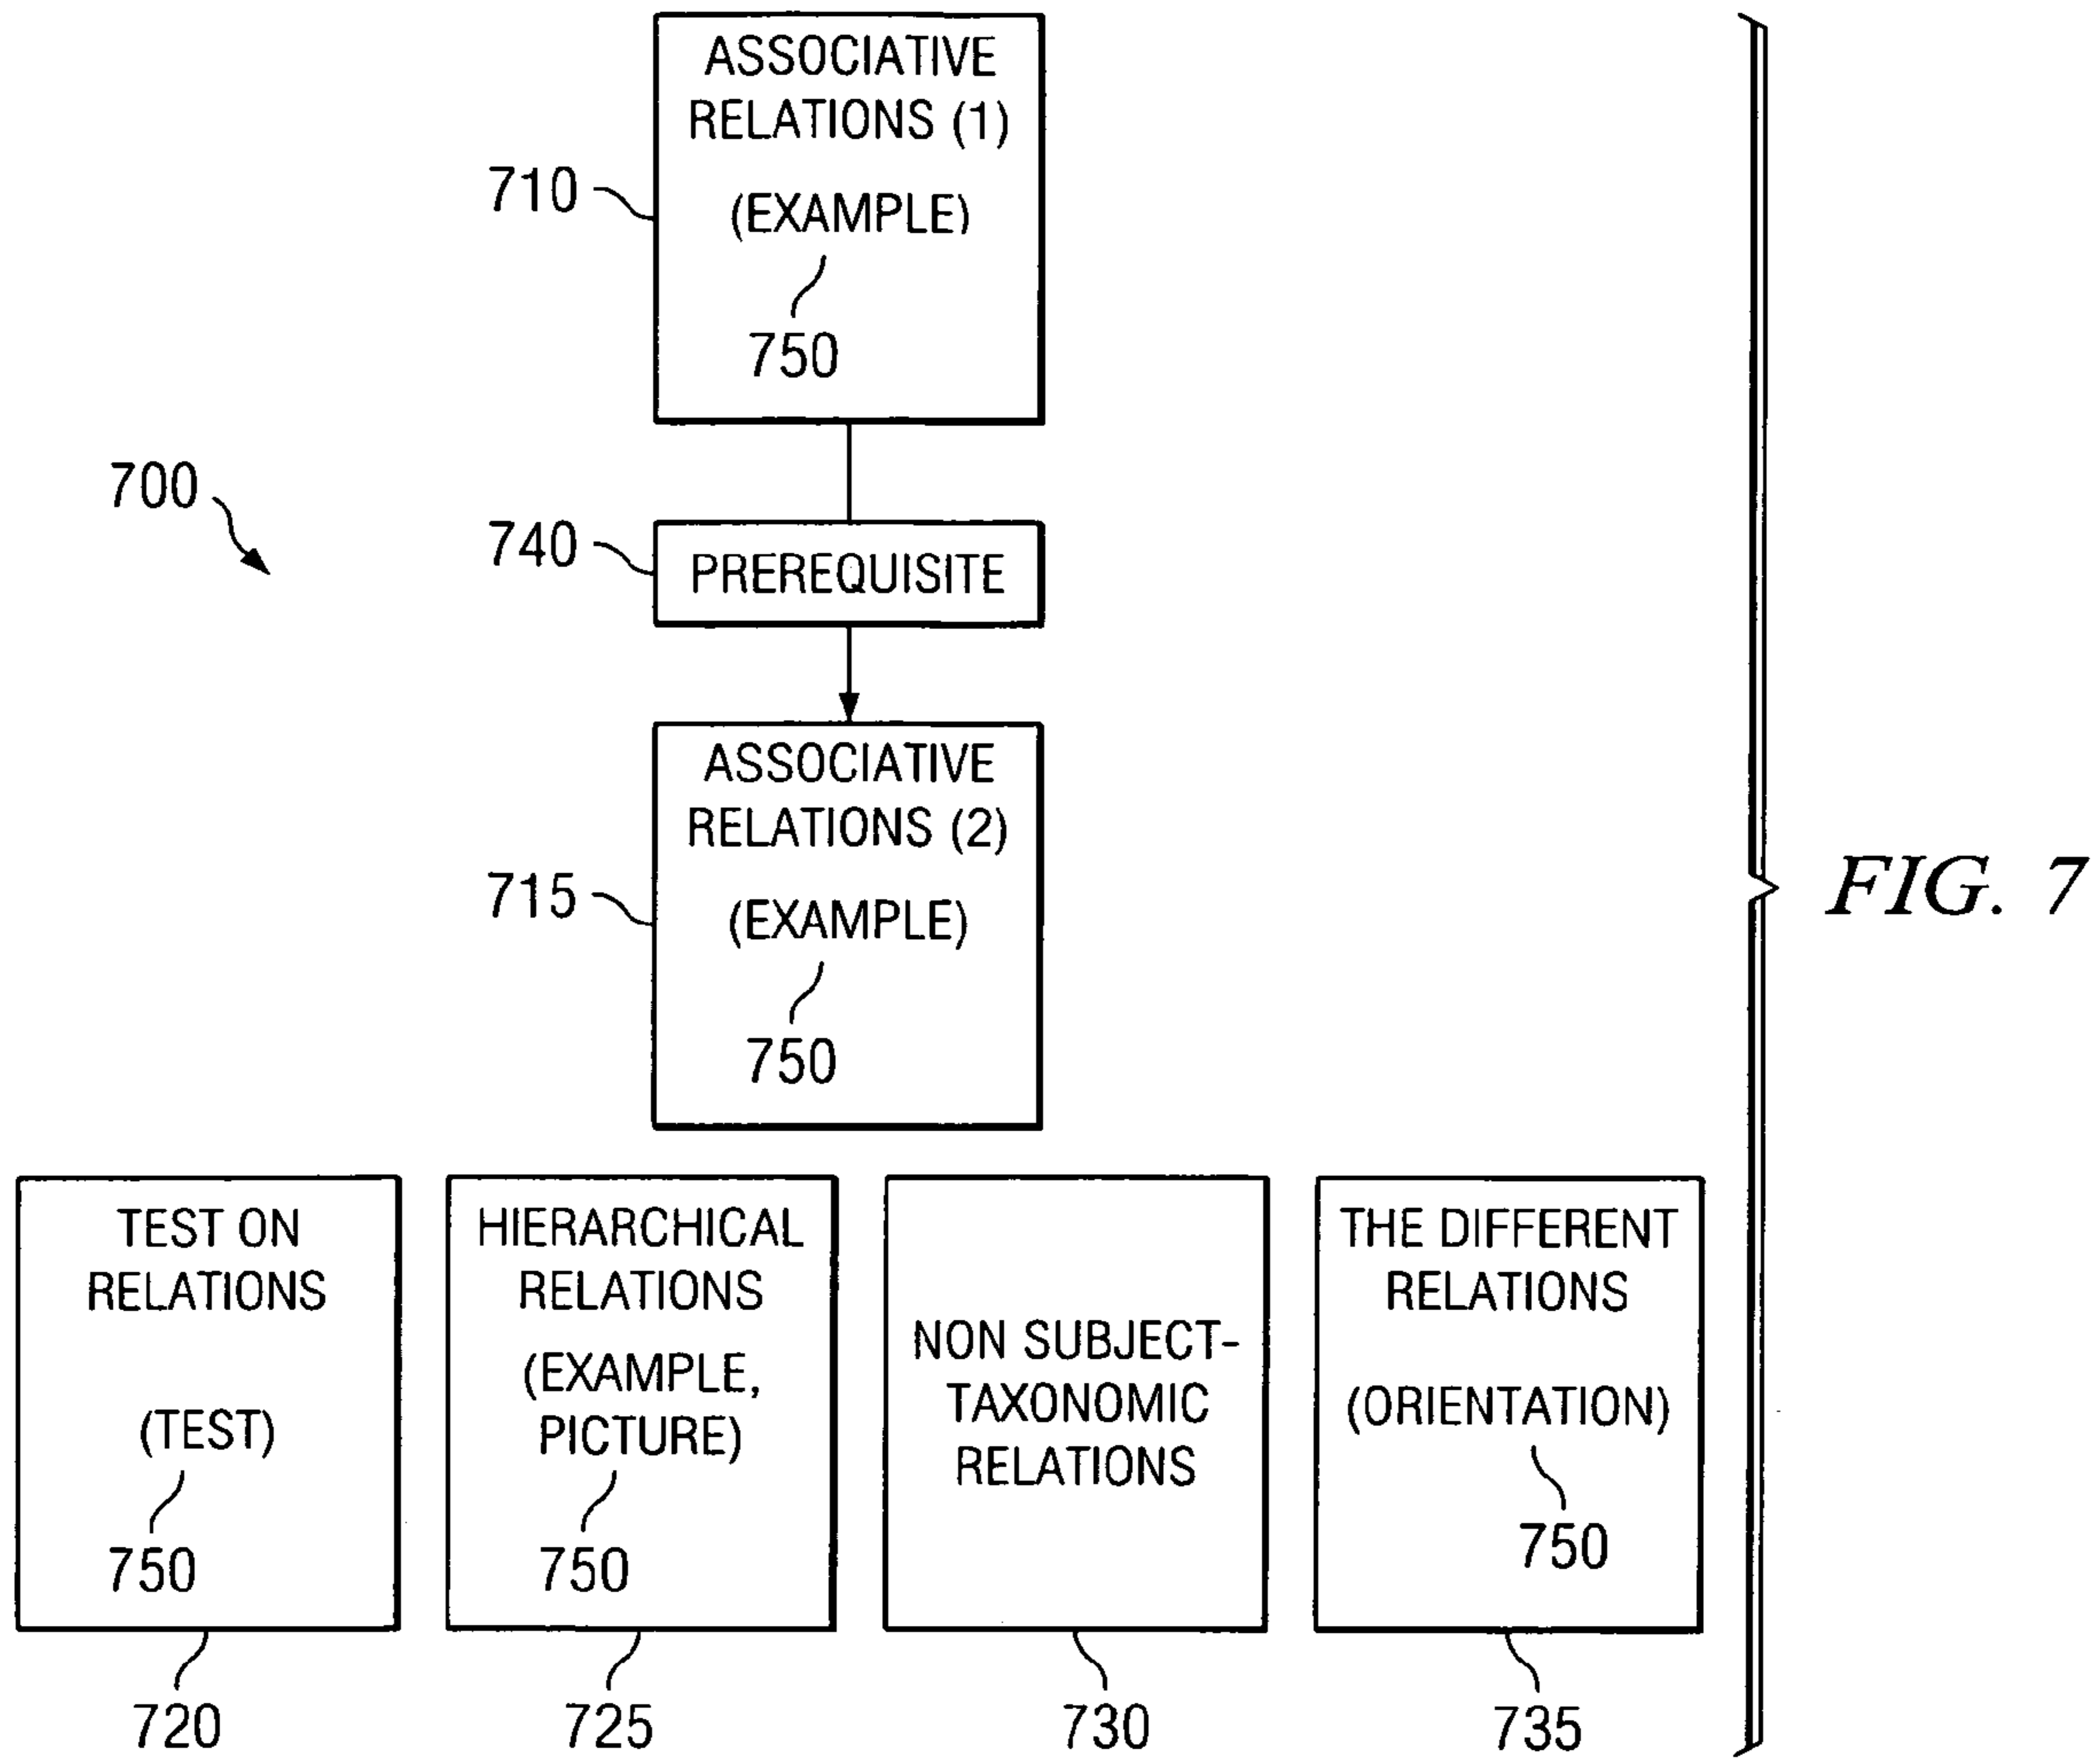 ASSOCIATIVE
RELATIONS (1)
710
(EXAMPLE)
750
700
740
PREREQUISITE
ASSOCIATIVE
RELATIONS (2)
715
(EXAMPLE)
750
FIG. 7
TEST ON
RELATIONS
(TEST)
750
720
HIERARCHICAL
RELATIONS
(EXAMPLE,
PICTURE)
750
725
NON SUBJECT-
TAXONOMIC
RELATIONS
730
THE DIFFERENT
RELATIONS
(ORIENTATION)
750
735